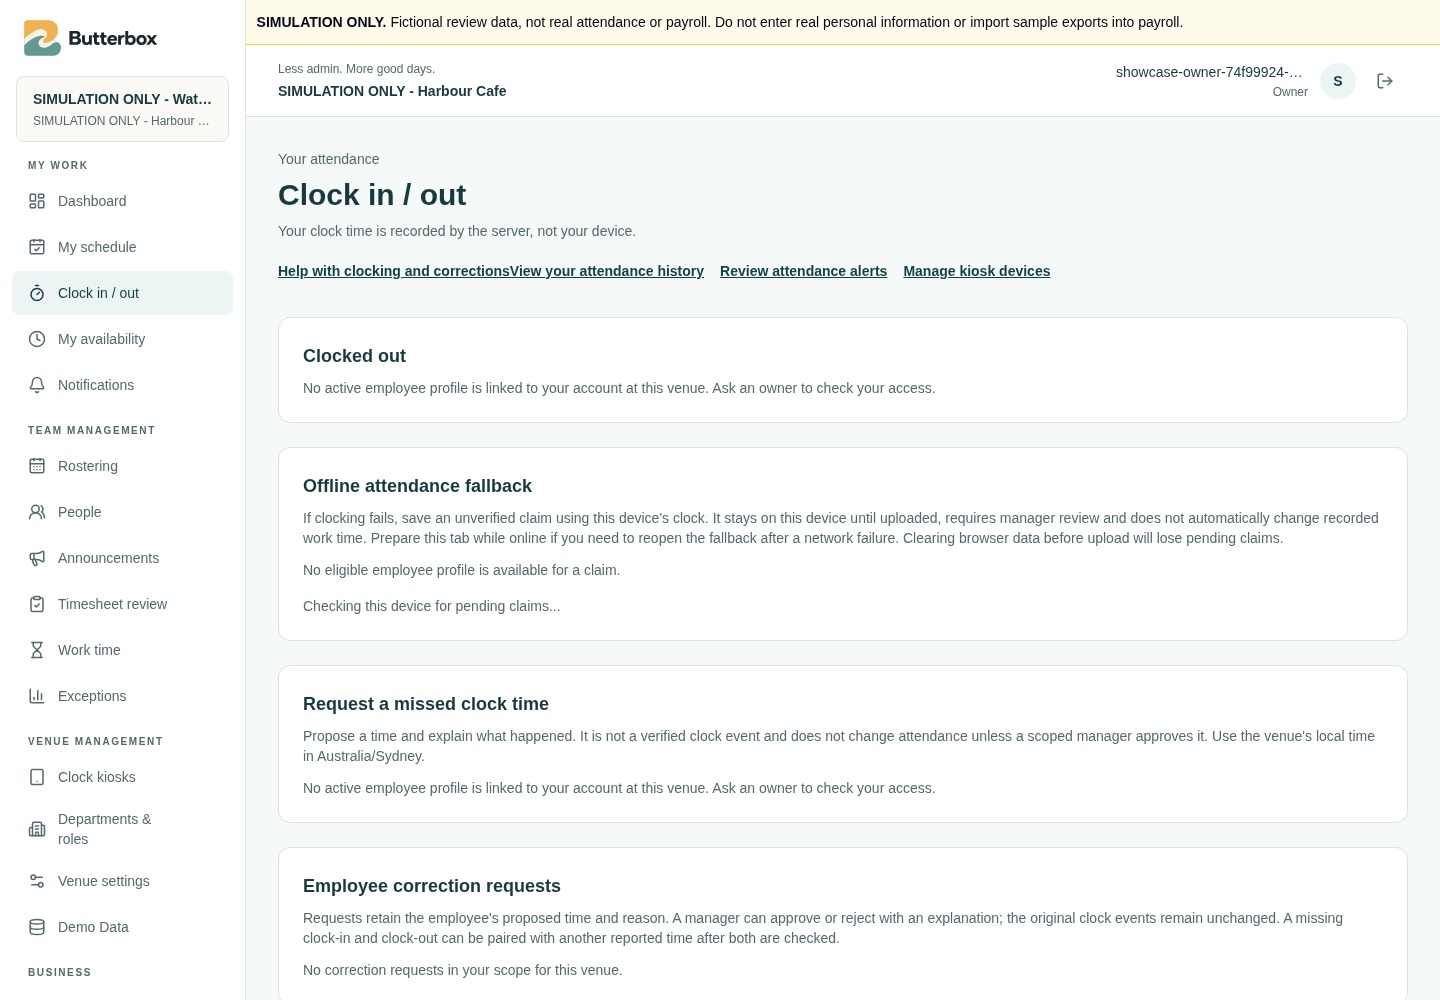 Butterbox
SIMULATION ONLY - Wat...
SIMULATION ONLY - Harbour ...
MY WORK
Dashboard
My schedule
Clock in / out
My availability
Notifications
TEAM MANAGEMENT
Rostering
People
Announcements
Timesheet review
Work time
Exceptions
VENUE MANAGEMENT
Clock kiosks
Departments &
roles
Venue settings
Demo Data
BUSINESS
SIMULATION ONLY. Fictional review data, not real attendance or payroll. Do not enter real personal information or import sample exports into payroll.
Less admin. More good days.
SIMULATION ONLY - Harbour Cafe
showcase-owner-74f99924-...
Owner
S
Your attendance
Clock in / out
Your clock time is recorded by the server, not your device.
Help with clocking and correctionsView your attendance history Review attendance alerts Manage kiosk devices
Clocked out
No active employee profile is linked to your account at this venue. Ask an owner to check your access.
Offline attendance fallback
If clocking fails, save an unverified claim using this device's clock. It stays on this device until uploaded, requires manager review and does not automatically change recorded
work time. Prepare this tab while online if you need to reopen the fallback after a network failure. Clearing browser data before upload will lose pending claims.
No eligible employee profile is available for a claim.
Checking this device for pending claims...
Request a missed clock time
Propose a time and explain what happened. It is not a verified clock event and does not change attendance unless a scoped manager approves it. Use the venue's local time
in Australia/Sydney.
No active employee profile is linked to your account at this venue. Ask an owner to check your access.
Employee correction requests
Requests retain the employee's proposed time and reason. A manager can approve or reject with an explanation; the original clock events remain unchanged. A missing
clock-in and clock-out can be paired with another reported time after both are checked.
No correction requests in your scope for this venue.